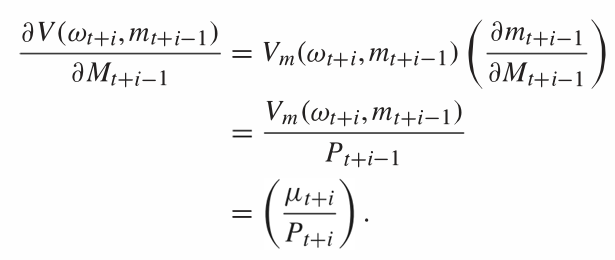 ∂V(ω_{t+i}, m_{t+i−1}) / ∂M_{t+i−1} = V_m(ω_{t+i}, m_{t+i−1}) (∂m_{t+i−1} / ∂M_{t+i−1})
= V_m(ω_{t+i}, m_{t+i−1}) / P_{t+i−1}
= (μ_{t+i} / P_{t+i}).